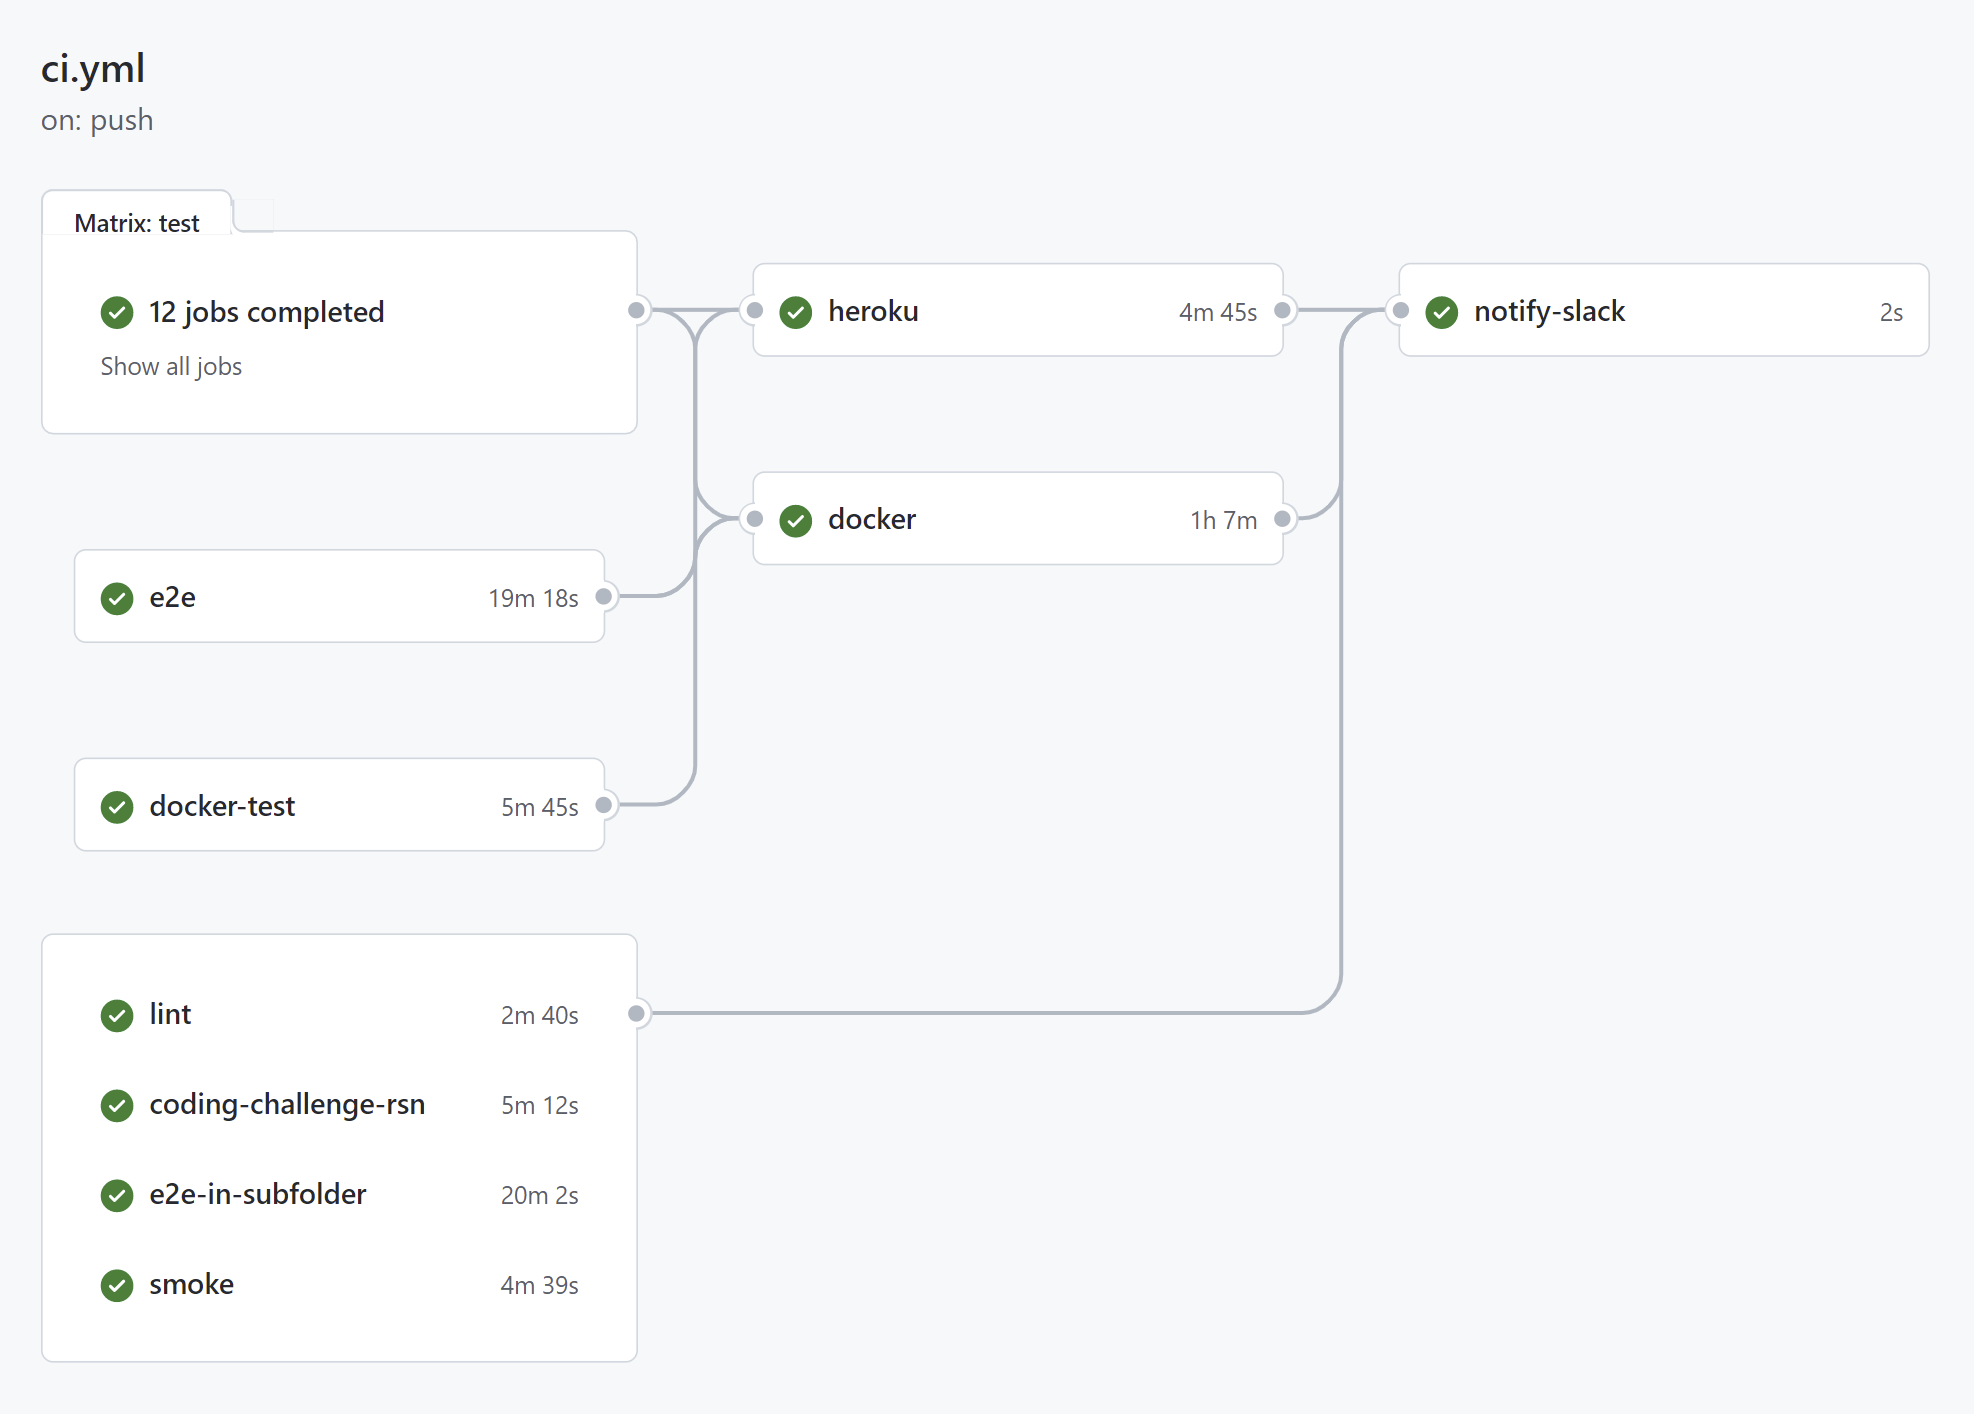 ci.yml
on: push
Matrix: test
12 jobs completed
Show all jobs
heroku 4m 45s
notify-slack 2s
docker 1h 7m
e2e 19m 18s
docker-test 5m 45s
lint 2m 40s
coding-challenge-rsn 5m 12s
e2e-in-subfolder 20m 2s
smoke 4m 39s